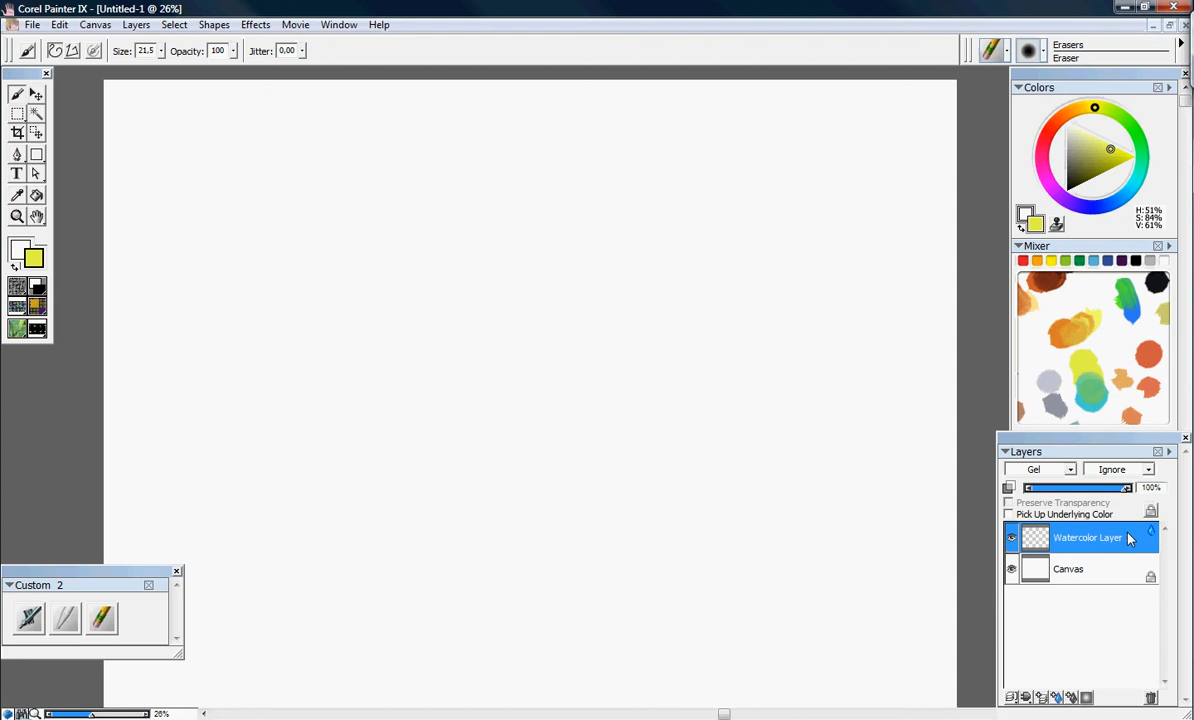 Corel Painter IX - [Untitled-1 @ 26%]
File Edit Canvas Layers Select Shapes Effects Movie Window Help
Size: 21,5 Opacity: 100 Jitter: 0,00
Erasers
Eraser
Colors
H: 51%
S: 84%
V: 61%
Mixer
Layers
Gel Ignore
100%
Preserve Transparency
Pick Up Underlying Color
Watercolor Layer
Canvas
Custom 2
T
26%